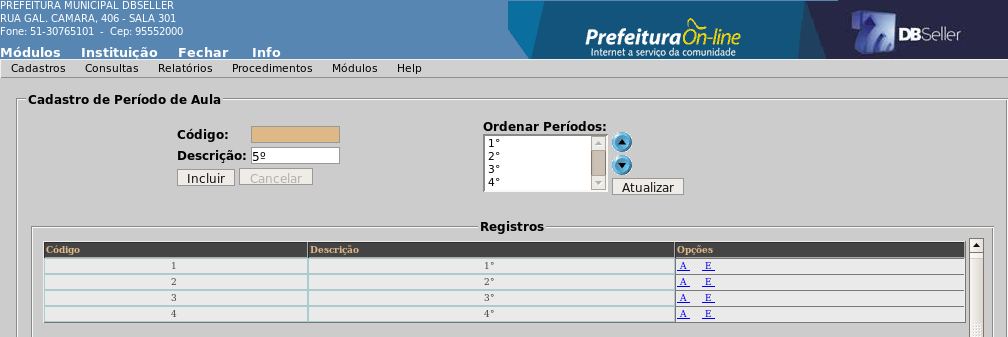 PREFEITURA MUNICIPAL DBSELLER
RUA GAL. CAMARA, 406 - SALA 301
Fone: 51-30765101 - Cep: 95552000
PrefeituraOn-line
Internet a serviço da comunidade
DBSeller
Módulos Instituição Fechar Info
Cadastros Consultas Relatórios Procedimentos Módulos Help
Cadastro de Período de Aula
Código:
Descrição: 5º
Incluir Cancelar
Ordenar Períodos:
1°
2°
3°
4°
Atualizar
Registros
Código Descrição Opções
1 1° A E
2 2° A E
3 3° A E
4 4° A E